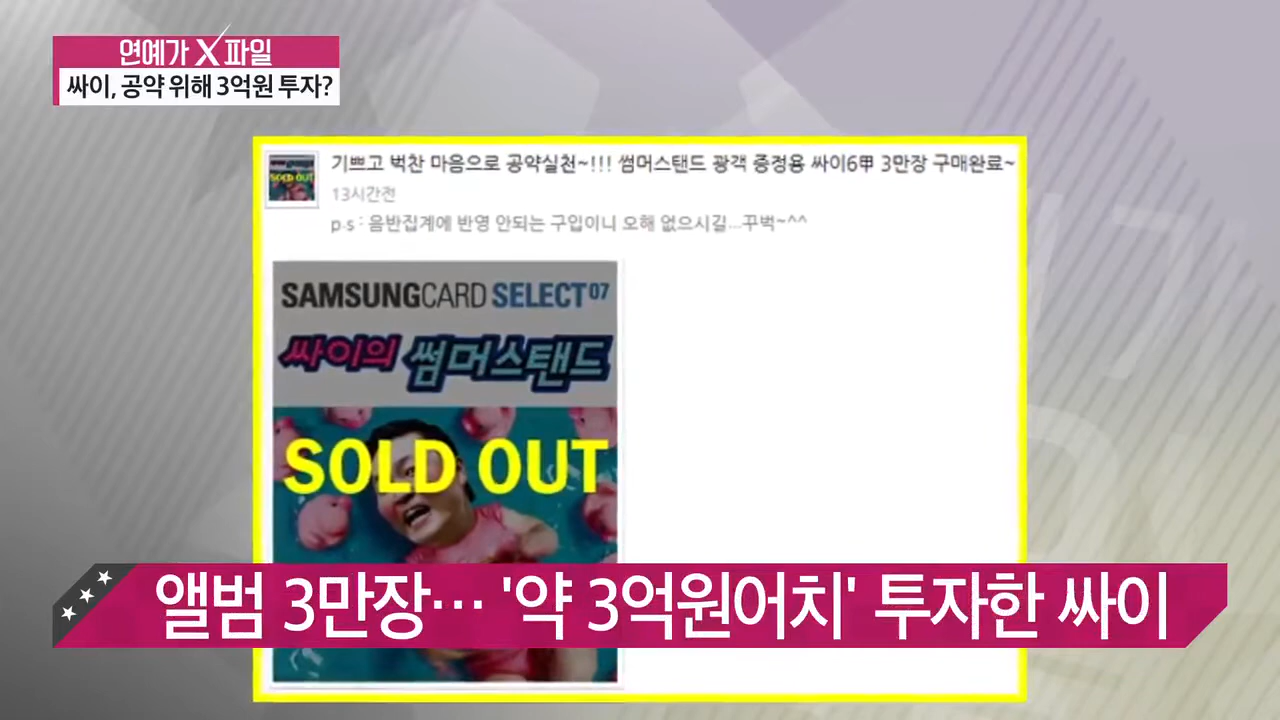 연예가 X파일
싸이, 공약 위해 3억원 투자?
기쁘고 벅찬 마음으로 공약실천~!!! 썸머스탠드 광객 증정용 싸이6甲 3만장 구매완료~
13시간전
p.s : 음반집계에 반영 안되는 구입이니 오해 없으시길...꾸벅~^^
SOLD OUT
SAMSUNGCARD SELECT07
싸이의 썸머스탠드
SOLD OUT
앨범 3만장… '약 3억원어치' 투자한 싸이